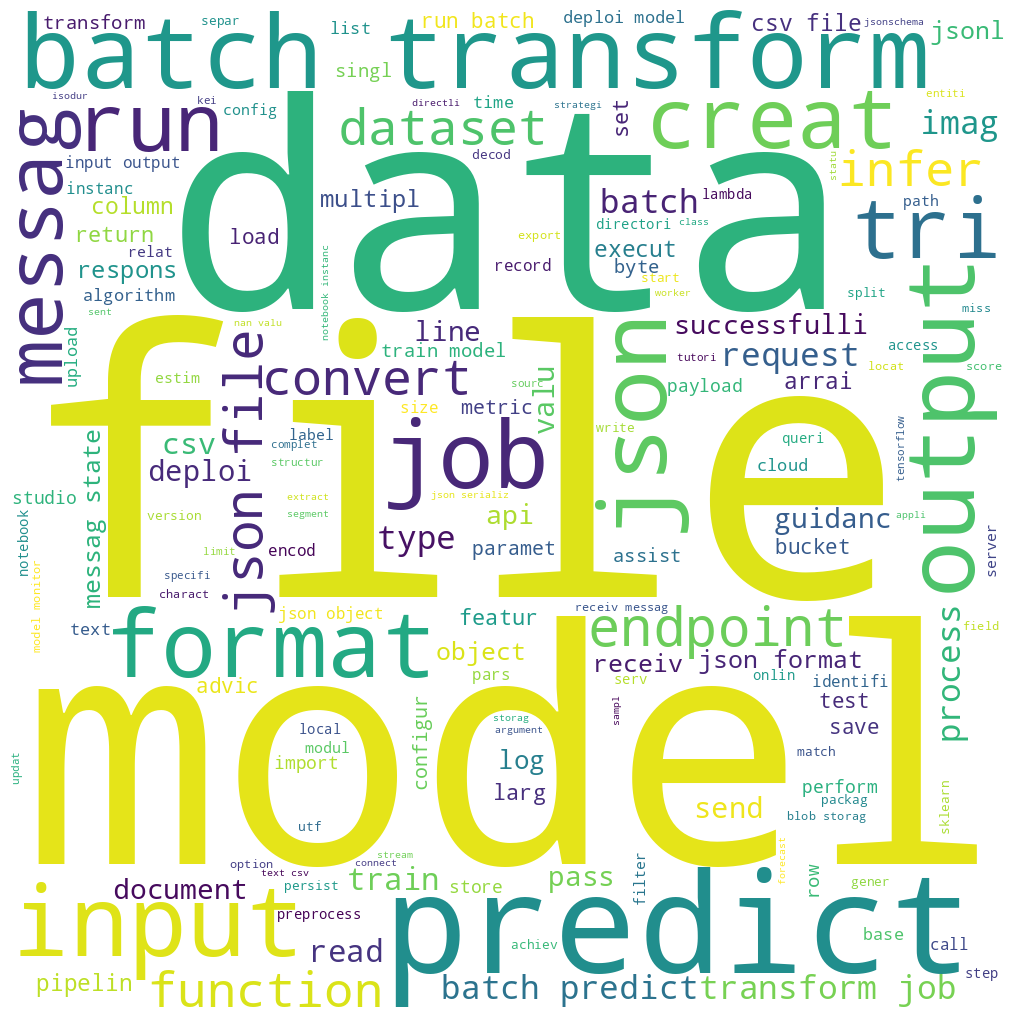 transform
separ
list
run batch
deploi model
csv file
jsonschema
jsonl
batch transform
singl
isodur
kei
config
directli
time
strategi
set
entiti
messag
run
data
dataset
creat
imag
decod
input output
instanc
column
return
relat
respons
algorithm
sent
load
multipl
batch
lambda
directori
class
export
execut
record
byte
start
worker
statu
infer
tri
path
split
miss
upload
nan valu
notebook instanc
line
train model
successfulli
tutori
request
access
score
locat
file
estim
json file
convert
sourc
valu
json
payload
arrai
output
size
metric
write
label
complet
structur
csv
deploi
job
queri
cloud
tensorflow
studio
messag state
version
extract
segment
json serializ
api
guidanc
appli
notebook
limit
encod
type
paramet
assist
bucket
server
model monitor
specifi
charact
json object
text
format
featur
receiv messag
endpoint
process
field
object
receiv
json format
advic
pars
serv
onlin
identifi
model
local
modul
import
configur
storag
argument
sampl
test
save
match
updat
log
larg
send
perform
packag
blob storag
sklearn
utf
option
text csv
connect
stream
forecast
document
persist
train
store
pass
filter
row
gener
input
preprocess
predict
read
achiev
base
call
step
pipelin
function
batch predict
transform job